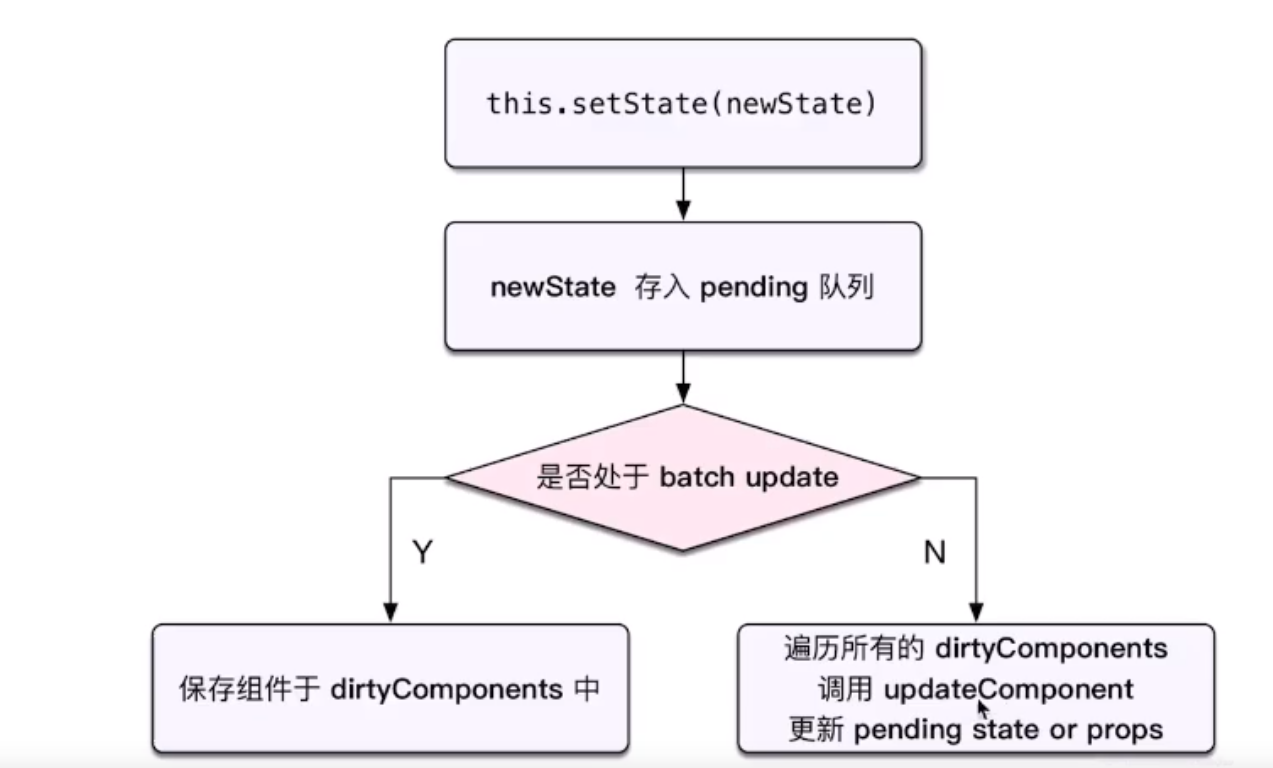 this.setState(newState)
newState 存入 pending 队列
是否处于 batch update
Y
N
保存组件于 dirtyComponents 中
遍历所有的 dirtyComponents
调用 updateComponent
更新 pending state or props